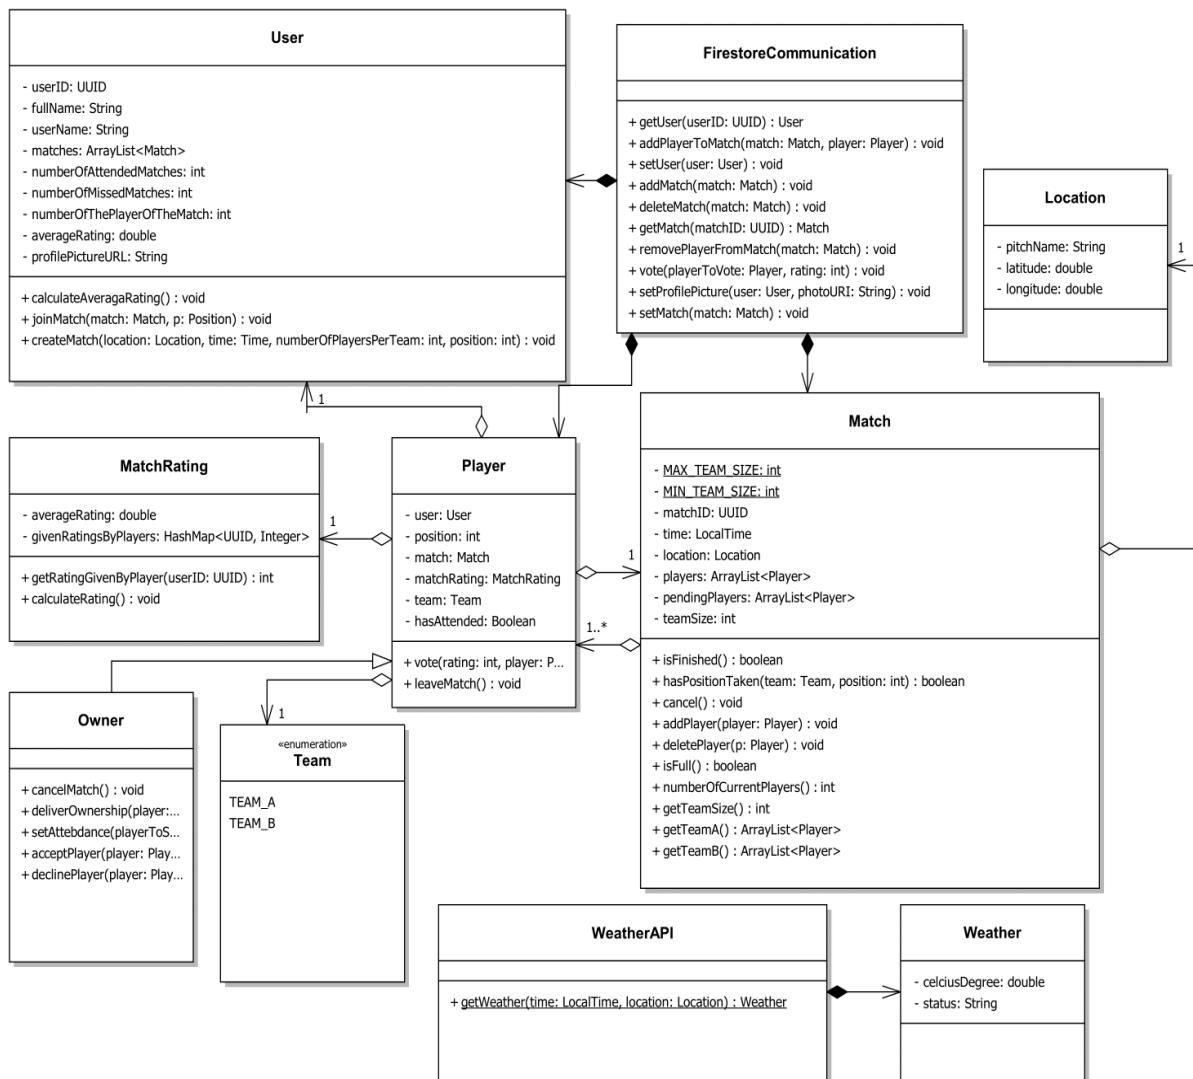 User
- userID: UUID
- fullName: String
- userName: String
- matches: ArrayList<Match>
- numberOfAttendedMatches: int
- numberOfMissedMatches: int
- numberOfThePlayerOfTheMatch: int
- averageRating: double
- profilePictureURL: String
+ calculateAveragaRating() : void
+ joinMatch(match: Match, p: Position) : void
+ createMatch(location: Location, time: Time, numberOfPlayersPerTeam: int, position: int) : void
FirestoreCommunication
+ getUser(userID: UUID) : User
+ addPlayerToMatch(match: Match, player: Player) : void
+ setUser(user: User) : void
+ addMatch(match: Match) : void
+ deleteMatch(match: Match) : void
+ getMatch(matchID: UUID) : Match
+ removePlayerFromMatch(match: Match) : void
+ vote(playerToVote: Player, rating: int) : void
+ setProfilePicture(user: User, photoURI: String) : void
+ setMatch(match: Match) : void
Location
- pitchName: String
- latitude: double
- longitude: double
1
1
MatchRating
- averageRating: double
- givenRatingsByPlayers: HashMap<UUID, Integer>
+ getRatingGivenByPlayer(userID: UUID) : int
+ calculateRating() : void
1
Player
- user: User
- position: int
- match: Match
- matchRating: MatchRating
- team: Team
- hasAttended: Boolean
+ vote(rating: int, player: P...
+ leaveMatch() : void
1
1..*
Match
- MAX_TEAM_SIZE: int
- MIN_TEAM_SIZE: int
- matchID: UUID
- time: LocalTime
- location: Location
- players: ArrayList<Player>
- pendingPlayers: ArrayList<Player>
- teamSize: int
+ isFinished() : boolean
+ hasPositionTaken(team: Team, position: int) : boolean
+ cancel() : void
+ addPlayer(player: Player) : void
+ deletePlayer(p: Player) : void
+ isFull() : boolean
+ numberOfCurrentPlayers() : int
+ getTeamSize() : int
+ getTeamA() : ArrayList<Player>
+ getTeamB() : ArrayList<Player>
Owner
+ cancelMatch() : void
+ deliverOwnership(player:...
+ setAttebdance(playerToS...
+ acceptPlayer(player: Play...
+ declinePlayer(player: Play...
1
«enumeration»
Team
TEAM_A
TEAM_B
WeatherAPI
+ getWeather(time: LocalTime, location: Location) : Weather
Weather
- celciusDegree: double
- status: String